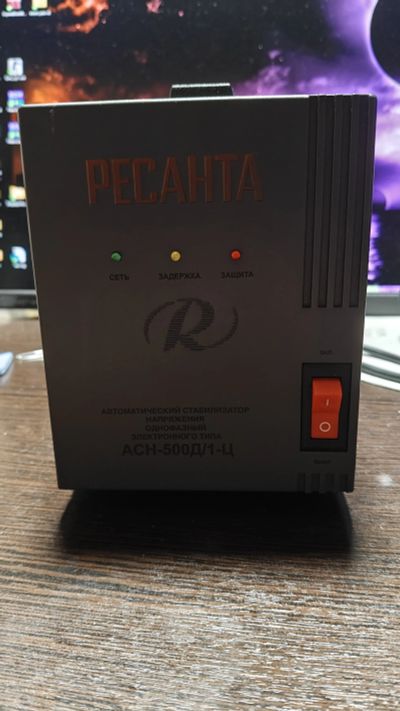 РЕСАНТА
СЕТЬ ЗАДЕРЖКА ЗАЩИТА
R
АВТОМАТИЧЕСКИЙ СТАБИЛИЗАТОР
НАПРЯЖЕНИЯ
ОДНОФАЗНЫЙ
ЭЛЕКТРОННОГО ТИПА
АСН-500Д/1-Ц
I
O